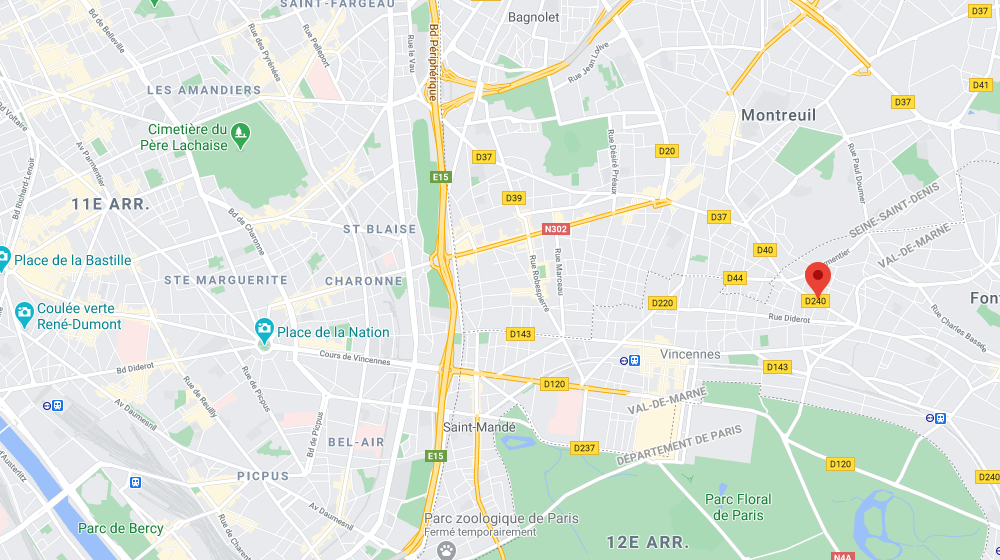 SAINT-FARGEAU
Bagnolet
D37
Bd de Belleville
Rue des Pyrénées
Rue Pelleport
Rue le Vau
Bd Périphérique
Rue Jean Lolive
D41
LES AMANDIERS
D37
Montreuil
Cimetière du
Père Lachaise
Bd Voltaire
Av Parmentier
Bd Richard-Lenoir
D37
D20
Rue Désiré Préaux
Rue Paul Doumer
E15
D39
11E ARR.
Bd de Charonne
ST BLAISE
N302
D37
SEINE-SAINT-DENIS
VAL-DE-MARNE
D40
Place de la Bastille
STE MARGUERITE
CHARONNE
Rue Robespierre
Rue Marceau
D44
D220
D240
Coulée verte
René-Dumont
Place de la Nation
D143
Rue Diderot
Rue Charles Bassée
Cours de Vincennes
Vincennes
Bd Diderot
D143
D120
Rue de Reuilly
Rue de Picpus
Av Daumesnil
Bd de Picpus
VAL-DE-MARNE
Saint-Mandé
BEL-AIR
D237
DÉPARTEMENT DE PARIS
E15
D120
D240
PICPUS
d'Austerlitz
Av Daumesnil
Rue de Charenton
Parc de Bercy
Parc Floral
de Paris
Parc zoologique de Paris
Fermé temporairement
12E ARR.
N4A